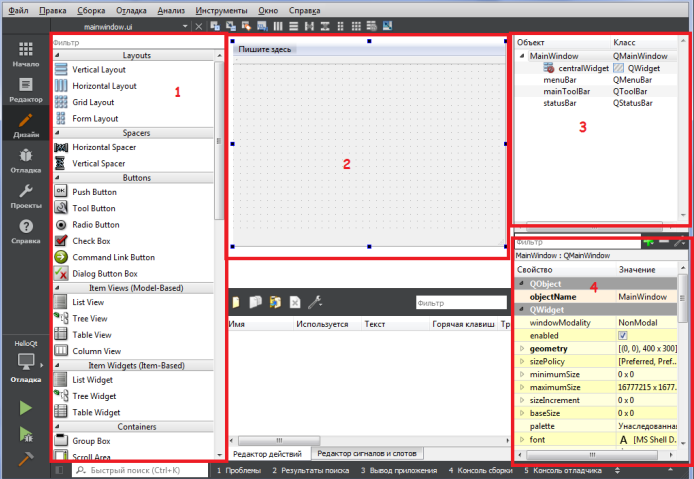 Файл Правка Сборка Отладка Анализ Инструменты Окно Справка
mainwindow.ui
Начало
Редактор
Дизайн
Отладка
Проекты
Справка
HelloQt
Отладка
Фильтр
Layouts
Vertical Layout
1
Horizontal Layout
Grid Layout
Form Layout
Spacers
Horizontal Spacer
Vertical Spacer
Buttons
Push Button
Tool Button
Radio Button
Check Box
Command Link Button
Dialog Button Box
Item Views (Model-Based)
List View
Tree View
Table View
Column View
Item Widgets (Item-Based)
List Widget
Tree Widget
Table Widget
Containers
Group Box
Scroll Area
Пишите здесь
2
Фильтр
Имя Используется Текст Горячая клавиш Тр
Редактор действий Редактор сигналов и слотов
Объект Класс
MainWindow QMainWindow
centralWidget QWidget
menuBar QMenuBar
mainToolBar QToolBar
statusBar QStatusBar
3
Фильтр
MainWindow : QMainWindow
Свойство Значение
QObject
4
objectName MainWindow
QWidget
windowModality NonModal
enabled
geometry [(0, 0), 400 x 300]
sizePolicy [Preferred, Pref...
minimumSize 0 x 0
maximumSize 16777215 x 1677...
sizeIncrement 0 x 0
baseSize 0 x 0
palette Унаследованная
font A [MS Shell D...
Быстрый поиск (Ctrl+K) 1 Проблемы 2 Результаты поиска 3 Вывод приложения 4 Консоль сборки 5 Консоль отладчика